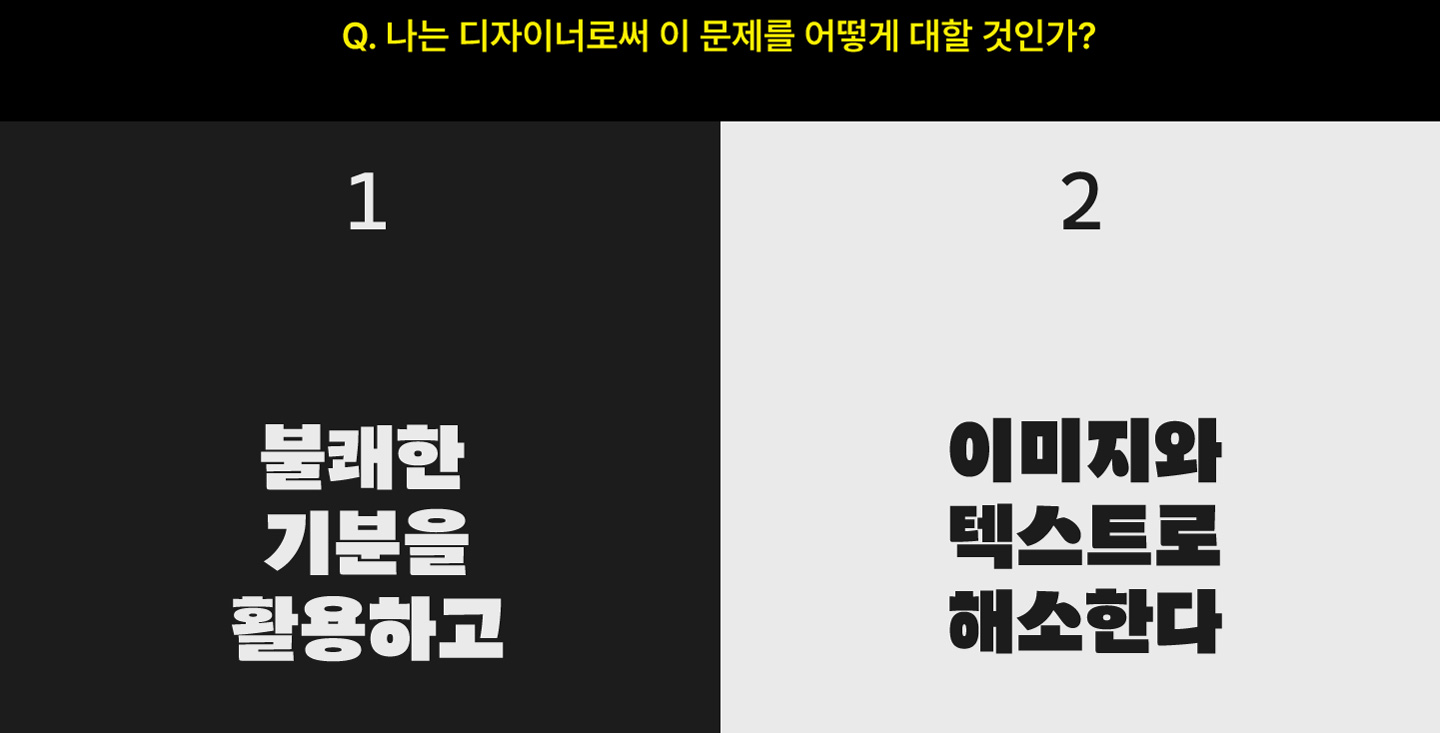 Q. 나는 디자이너로써 이 문제를 어떻게 대할 것인가?
1
불쾌한
기분을
활용하고
2
이미지와
텍스트로
해소한다